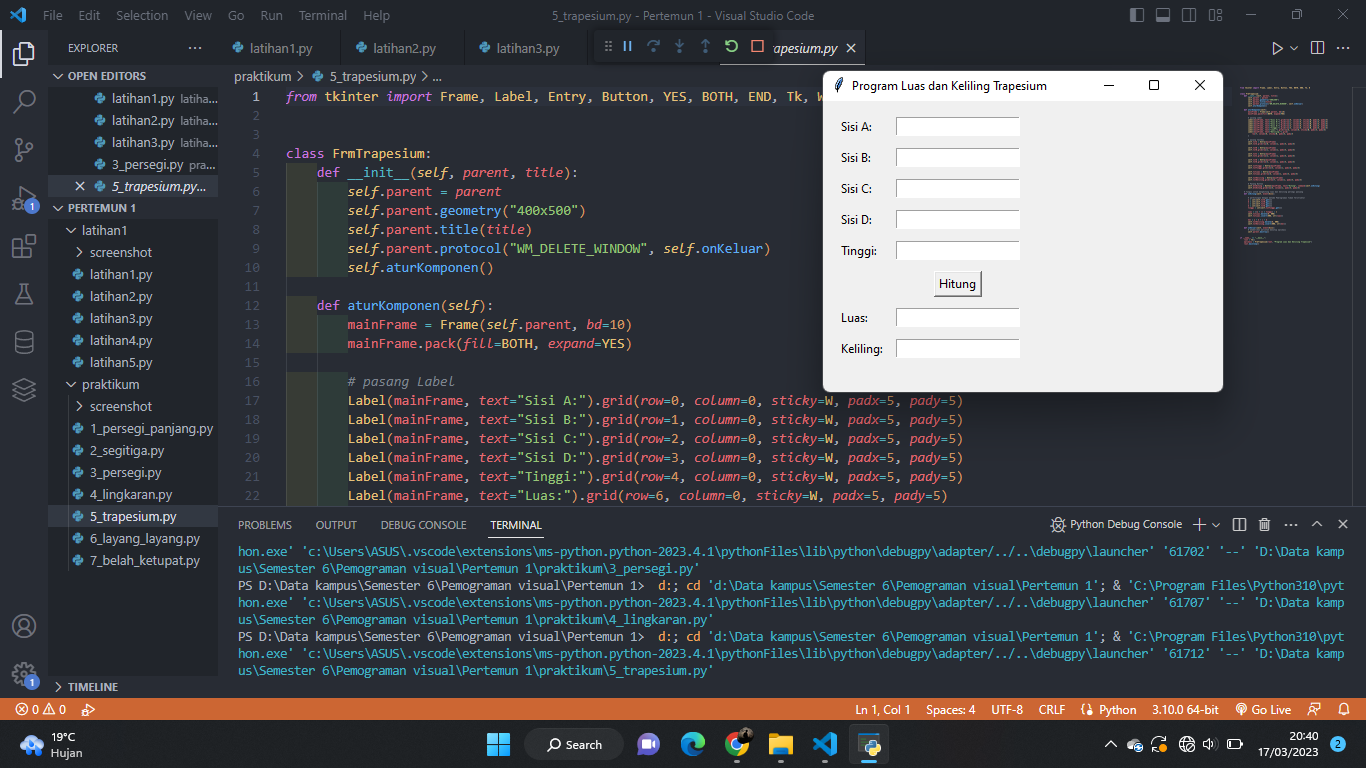 File Edit Selection View Go Run Terminal Help 5_trapesium.py - Pertemun 1 - Visual Studio Code
EXPLORER
OPEN EDITORS
latihan1.py latiha...
latihan2.py latiha...
latihan3.py latiha...
3_persegi.py pra...
5_trapesium.py...
1
PERTEMUN 1
latihan1
screenshot
latihan1.py
latihan2.py
latihan3.py
latihan4.py
latihan5.py
praktikum
screenshot
1_persegi_panjang.py
2_segitiga.py
3_persegi.py
4_lingkaran.py
5_trapesium.py
6_layang_layang.py
7_belah_ketupat.py
TIMELINE
1
latihan1.py latihan2.py latihan3.py rapesium.py
praktikum > 5_trapesium.py > ...
1 from tkinter import Frame, Label, Entry, Button, YES, BOTH, END, Tk, W
2
3
4 class FrmTrapesium:
5 def __init__(self, parent, title):
6 self.parent = parent
7 self.parent.geometry("400x500")
8 self.parent.title(title)
9 self.parent.protocol("WM_DELETE_WINDOW", self.onKeluar)
10 self.aturKomponen()
11
12 def aturKomponen(self):
13 mainFrame = Frame(self.parent, bd=10)
14 mainFrame.pack(fill=BOTH, expand=YES)
15
16 # pasang Label
17 Label(mainFrame, text="Sisi A:").grid(row=0, column=0, sticky=W, padx=5, pady=5)
18 Label(mainFrame, text="Sisi B:").grid(row=1, column=0, sticky=W, padx=5, pady=5)
19 Label(mainFrame, text="Sisi C:").grid(row=2, column=0, sticky=W, padx=5, pady=5)
20 Label(mainFrame, text="Sisi D:").grid(row=3, column=0, sticky=W, padx=5, pady=5)
21 Label(mainFrame, text="Tinggi:").grid(row=4, column=0, sticky=W, padx=5, pady=5)
22 Label(mainFrame, text="Luas:").grid(row=6, column=0, sticky=W, padx=5, pady=5)
Program Luas dan Keliling Trapesium
Sisi A:
Sisi B:
Sisi C:
Sisi D:
Tinggi:
Hitung
Luas:
Keliling:
PROBLEMS OUTPUT DEBUG CONSOLE TERMINAL Python Debug Console
hon.exe' 'c:\Users\ASUS\.vscode\extensions\ms-python.python-2023.4.1\pythonFiles\lib\python\debugpy\adapter/../..\debugpy\launcher' '61702' '--' 'D:\Data kamp
us\Semester 6\Pemograman visual\Pertemun 1\praktikum\3_persegi.py'
PS D:\Data kampus\Semester 6\Pemograman visual\Pertemun 1> d:; cd 'd:\Data kampus\Semester 6\Pemograman visual\Pertemun 1'; & 'C:\Program Files\Python310\pyt
hon.exe' 'c:\Users\ASUS\.vscode\extensions\ms-python.python-2023.4.1\pythonFiles\lib\python\debugpy\adapter/../..\debugpy\launcher' '61707' '--' 'D:\Data kamp
us\Semester 6\Pemograman visual\Pertemun 1\praktikum\4_lingkaran.py'
PS D:\Data kampus\Semester 6\Pemograman visual\Pertemun 1> d:; cd 'd:\Data kampus\Semester 6\Pemograman visual\Pertemun 1'; & 'C:\Program Files\Python310\pyt
hon.exe' 'c:\Users\ASUS\.vscode\extensions\ms-python.python-2023.4.1\pythonFiles\lib\python\debugpy\adapter/../..\debugpy\launcher' '61712' '--' 'D:\Data kamp
us\Semester 6\Pemograman visual\Pertemun 1\praktikum\5_trapesium.py'
0 0 Ln 1, Col 1 Spaces: 4 UTF-8 CRLF Python 3.10.0 64-bit Go Live
19°C
Hujan
Search
20:40
17/03/2023
2